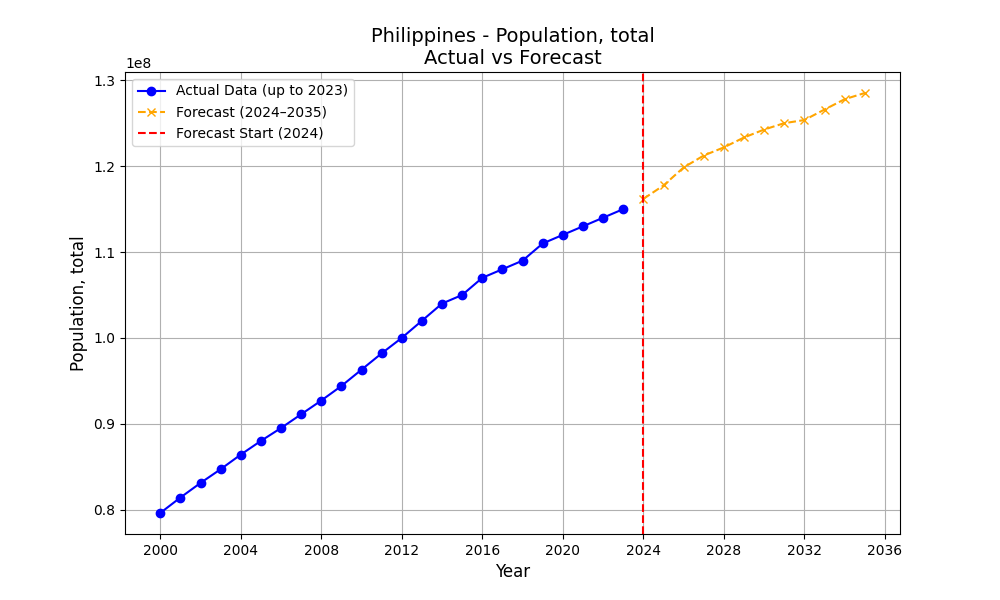 Philippines - Population, total
Actual vs Forecast
1e8
Actual Data (up to 2023)
Forecast (2024–2035)
Forecast Start (2024)
1.3
1.2
1.1
1.0
0.9
0.8
Population, total
2000 2004 2008 2012 2016 2020 2024 2028 2032 2036
Year